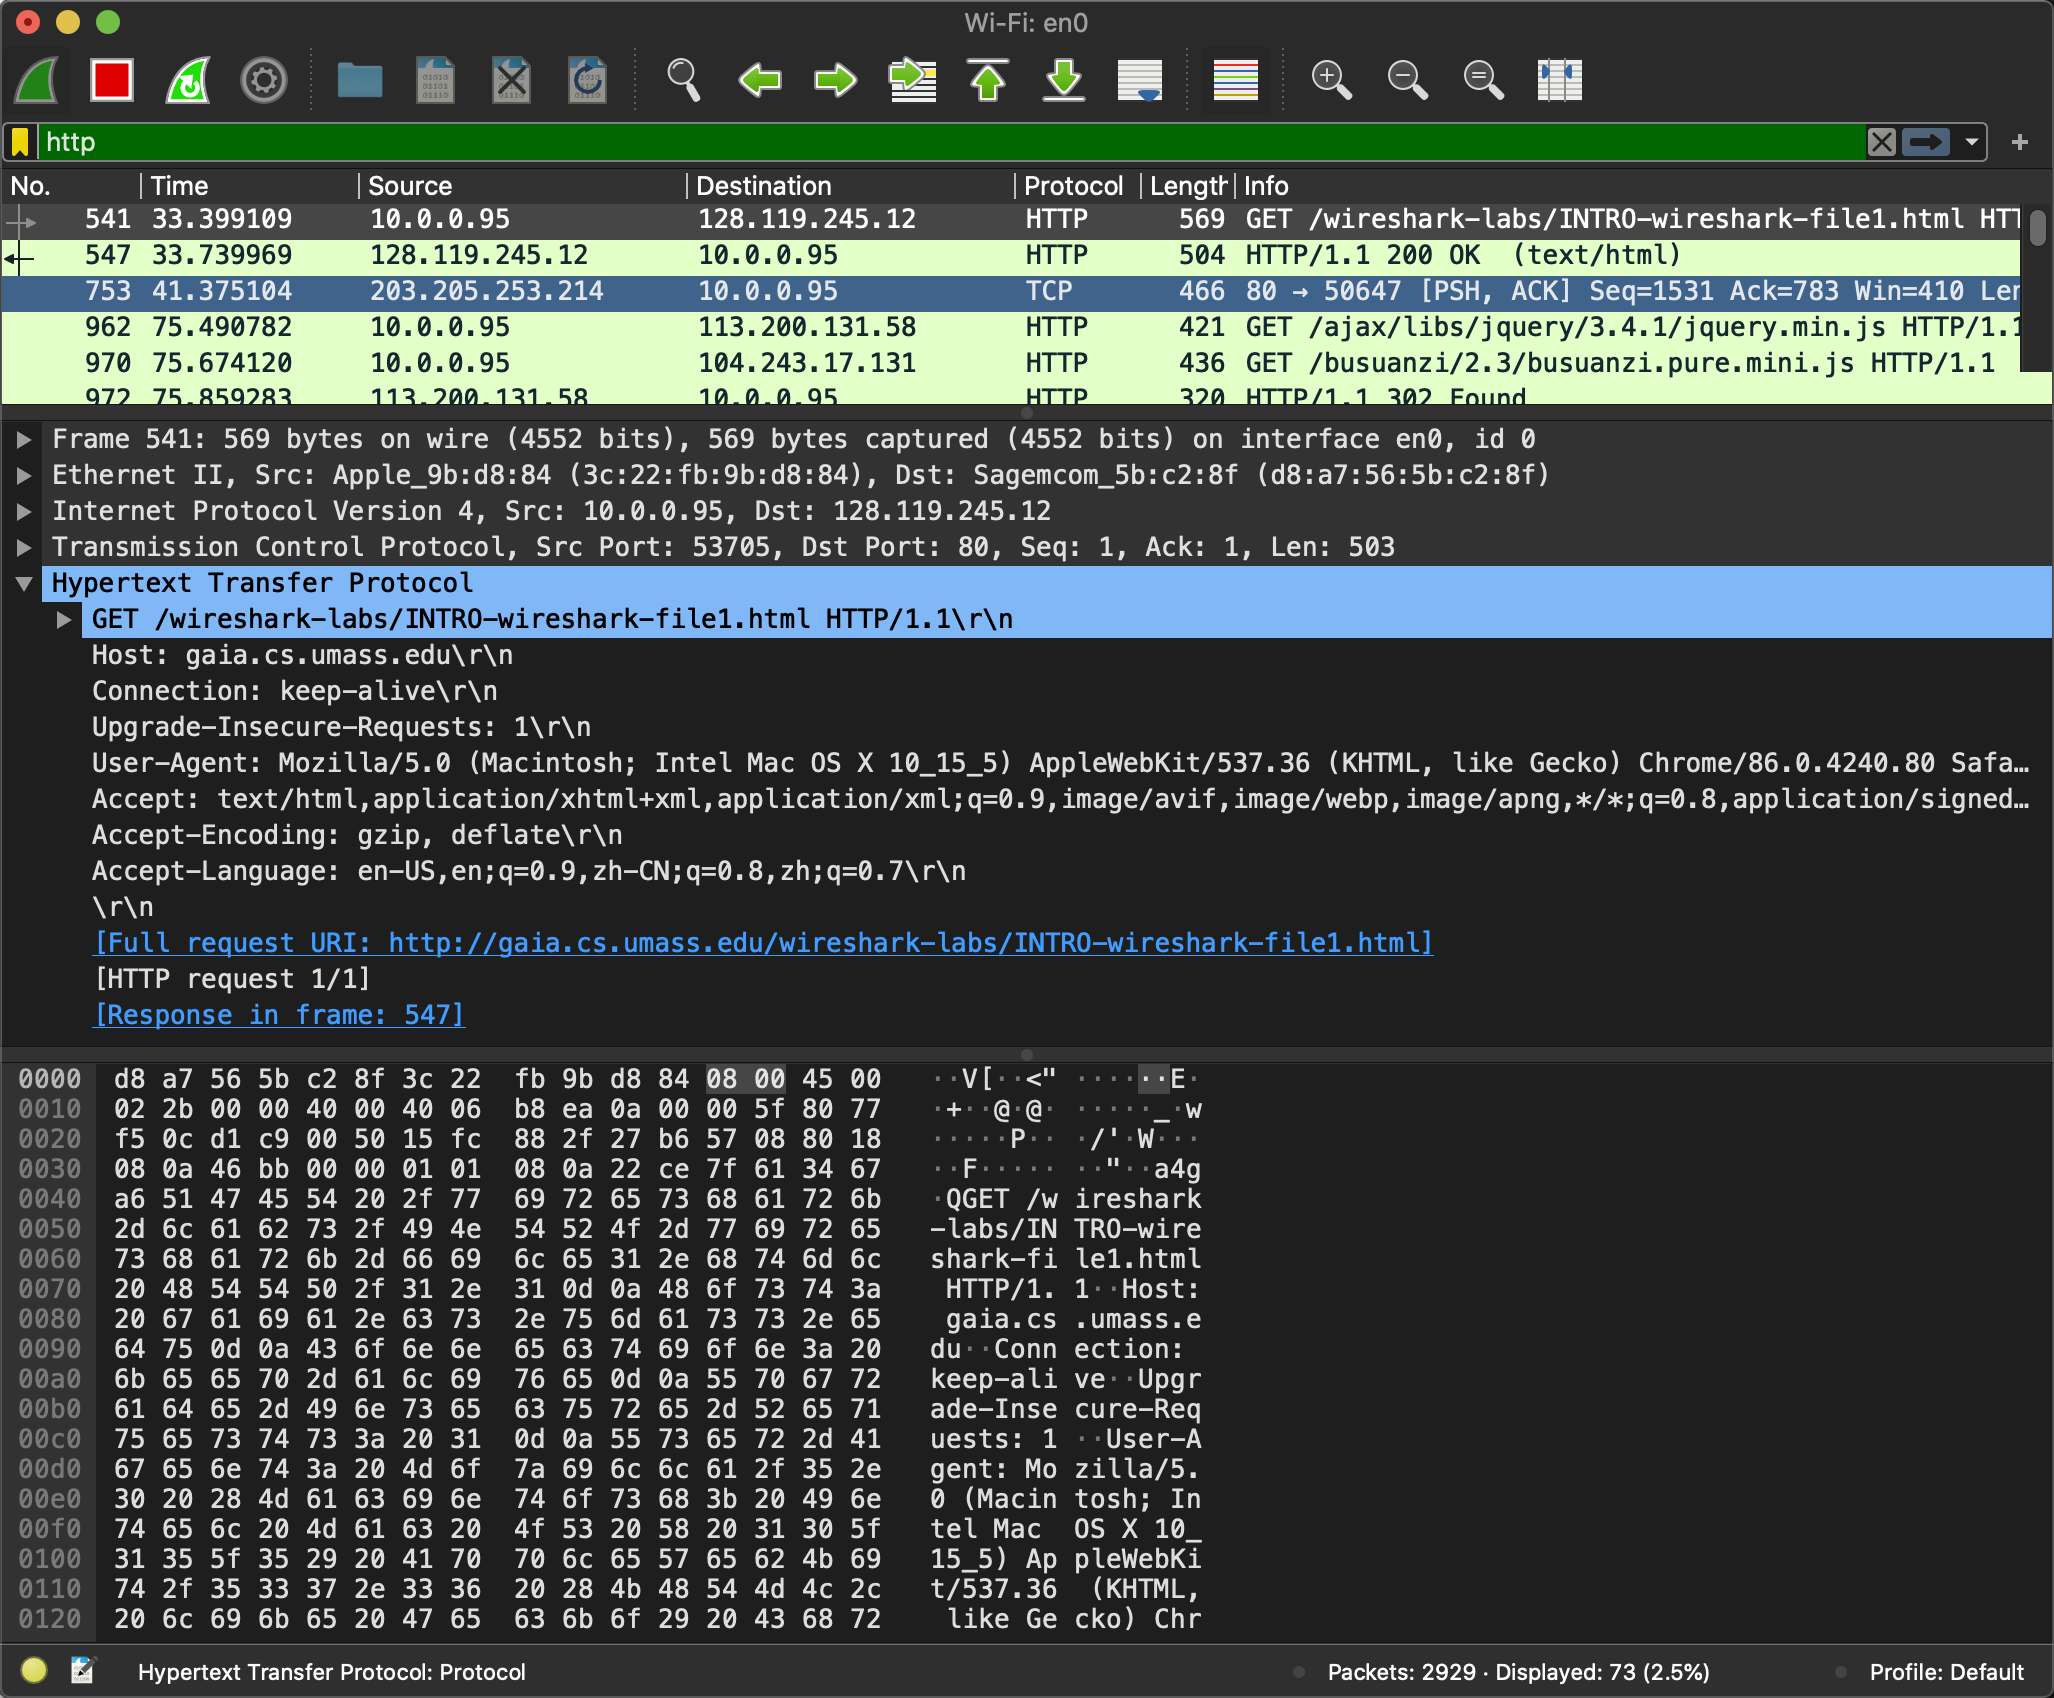 Wi-Fi: en0
http
No. Time Source Destination Protocol Length Info
541 33.399109 10.0.0.95 128.119.245.12 HTTP 569 GET /wireshark-labs/INTRO-wireshark-file1.html HTT
547 33.739969 128.119.245.12 10.0.0.95 HTTP 504 HTTP/1.1 200 OK (text/html)
753 41.375104 203.205.253.214 10.0.0.95 TCP 466 80 → 50647 [PSH, ACK] Seq=1531 Ack=783 Win=410 Len
962 75.490782 10.0.0.95 113.200.131.58 HTTP 421 GET /ajax/libs/jquery/3.4.1/jquery.min.js HTTP/1.1
970 75.674120 10.0.0.95 104.243.17.131 HTTP 436 GET /busuanzi/2.3/busuanzi.pure.mini.js HTTP/1.1
972 75.859283 113.200.131.58 10.0.0.95 HTTP 320 HTTP/1.1 302 Found
Frame 541: 569 bytes on wire (4552 bits), 569 bytes captured (4552 bits) on interface en0, id 0
Ethernet II, Src: Apple_9b:d8:84 (3c:22:fb:9b:d8:84), Dst: Sagemcom_5b:c2:8f (d8:a7:56:5b:c2:8f)
Internet Protocol Version 4, Src: 10.0.0.95, Dst: 128.119.245.12
Transmission Control Protocol, Src Port: 53705, Dst Port: 80, Seq: 1, Ack: 1, Len: 503
Hypertext Transfer Protocol
GET /wireshark-labs/INTRO-wireshark-file1.html HTTP/1.1\r\n
Host: gaia.cs.umass.edu\r\n
Connection: keep-alive\r\n
Upgrade-Insecure-Requests: 1\r\n
User-Agent: Mozilla/5.0 (Macintosh; Intel Mac OS X 10_15_5) AppleWebKit/537.36 (KHTML, like Gecko) Chrome/86.0.4240.80 Safa…
Accept: text/html,application/xhtml+xml,application/xml;q=0.9,image/avif,image/webp,image/apng,*/*;q=0.8,application/signed…
Accept-Encoding: gzip, deflate\r\n
Accept-Language: en-US,en;q=0.9,zh-CN;q=0.8,zh;q=0.7\r\n
\r\n
[Full request URI: http://gaia.cs.umass.edu/wireshark-labs/INTRO-wireshark-file1.html]
[HTTP request 1/1]
[Response in frame: 547]
0000 d8 a7 56 5b c2 8f 3c 22 fb 9b d8 84 08 00 45 00 ··V[··<" ······E·
0010 02 2b 00 00 40 00 40 06 b8 ea 0a 00 00 5f 80 77 ·+··@·@· ·····_·w
0020 f5 0c d1 c9 00 50 15 fc 88 2f 27 b6 57 08 80 18 ·····P·· ·/'·W···
0030 08 0a 46 bb 00 00 01 01 08 0a 22 ce 7f 61 34 67 ··F····· ··"··a4g
0040 a6 51 47 45 54 20 2f 77 69 72 65 73 68 61 72 6b ·QGET /w ireshark
0050 2d 6c 61 62 73 2f 49 4e 54 52 4f 2d 77 69 72 65 -labs/IN TRO-wire
0060 73 68 61 72 6b 2d 66 69 6c 65 31 2e 68 74 6d 6c shark-fi le1.html
0070 20 48 54 54 50 2f 31 2e 31 0d 0a 48 6f 73 74 3a HTTP/1. 1··Host:
0080 20 67 61 69 61 2e 63 73 2e 75 6d 61 73 73 2e 65 gaia.cs .umass.e
0090 64 75 0d 0a 43 6f 6e 6e 65 63 74 69 6f 6e 3a 20 du··Conn ection:
00a0 6b 65 65 70 2d 61 6c 69 76 65 0d 0a 55 70 67 72 keep-ali ve··Upgr
00b0 61 64 65 2d 49 6e 73 65 63 75 72 65 2d 52 65 71 ade-Inse cure-Req
00c0 75 65 73 74 73 3a 20 31 0d 0a 55 73 65 72 2d 41 uests: 1 ··User-A
00d0 67 65 6e 74 3a 20 4d 6f 7a 69 6c 6c 61 2f 35 2e gent: Mo zilla/5.
00e0 30 20 28 4d 61 63 69 6e 74 6f 73 68 3b 20 49 6e 0 (Macin tosh; In
00f0 74 65 6c 20 4d 61 63 20 4f 53 20 58 20 31 30 5f tel Mac OS X 10_
0100 31 35 5f 35 29 20 41 70 70 6c 65 57 65 62 4b 69 15_5) Ap pleWebKi
0110 74 2f 35 33 37 2e 33 36 20 28 4b 48 54 4d 4c 2c t/537.36 (KHTML,
0120 20 6c 69 6b 65 20 47 65 63 6b 6f 29 20 43 68 72 like Ge cko) Chr
Hypertext Transfer Protocol: Protocol Packets: 2929 · Displayed: 73 (2.5%) Profile: Default